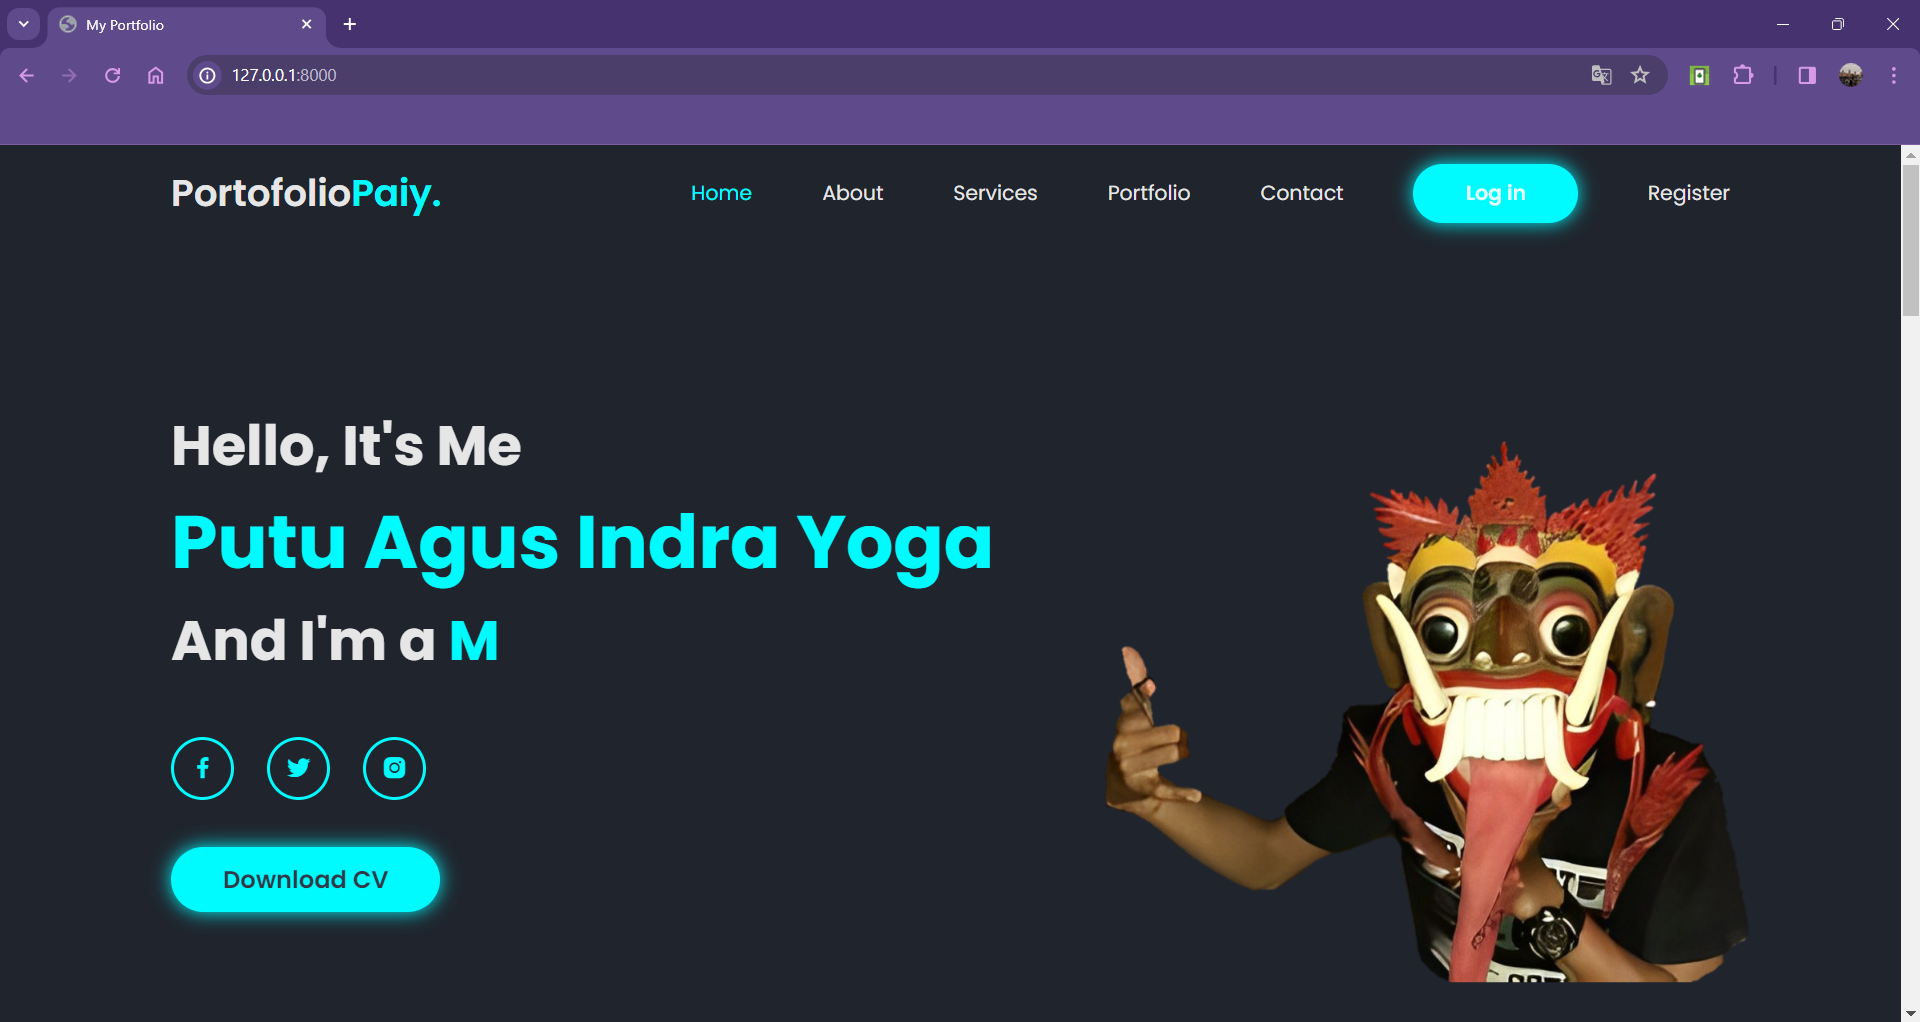 My Portfolio
127.0.0.1:8000
PortofolioPaiy.
Home
About
Services
Portfolio
Contact
Log in
Register
Hello, It's Me
Putu Agus Indra Yoga
And I'm a M
Download CV